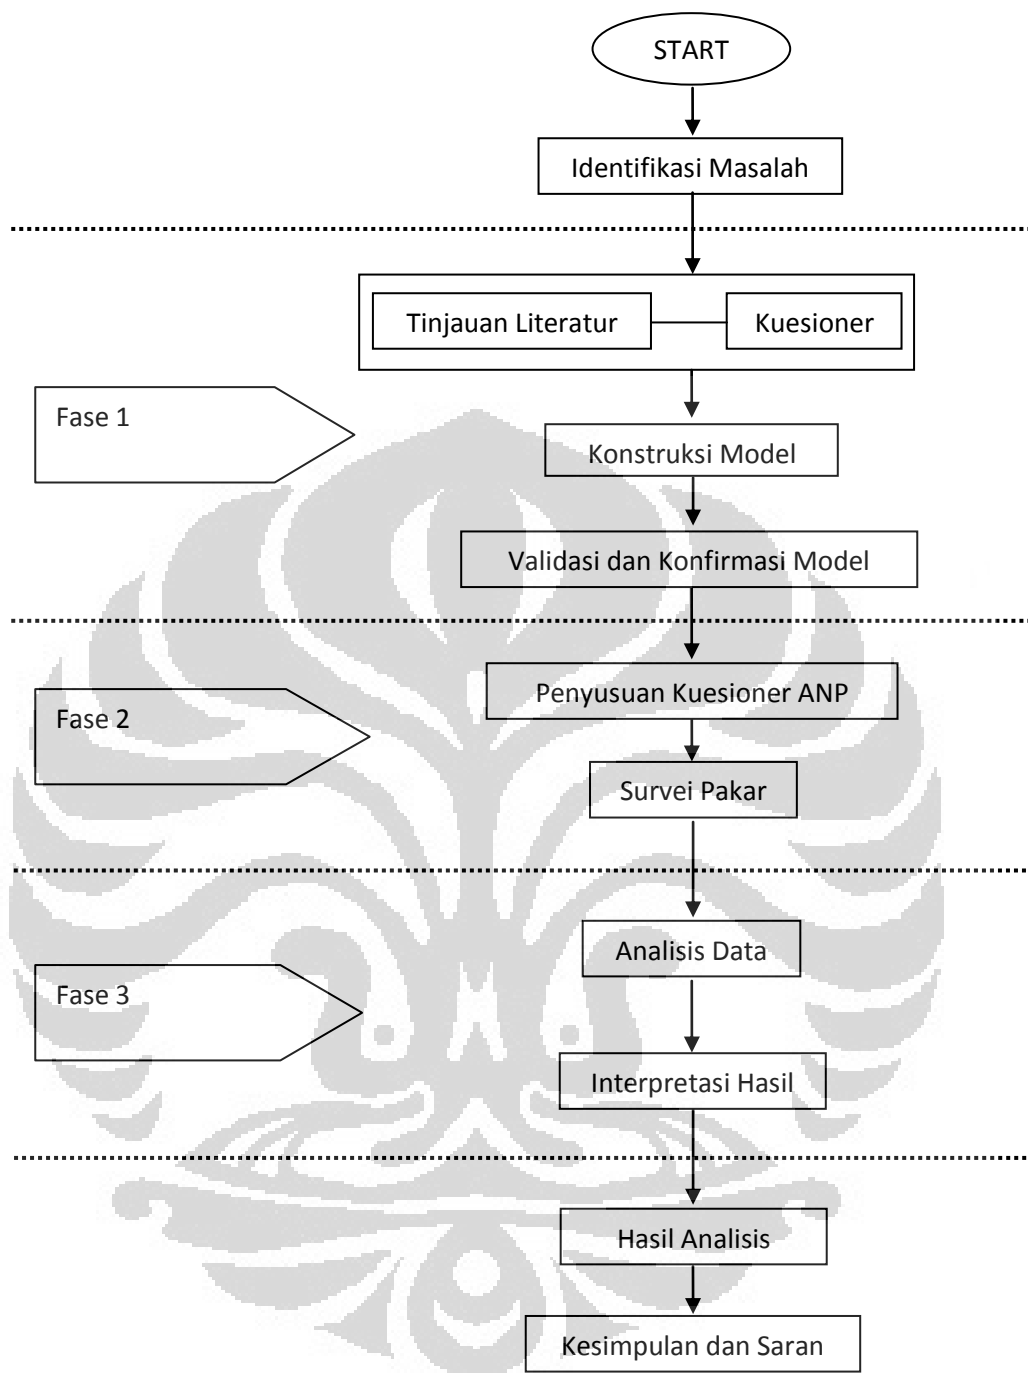 START
Identifikasi Masalah
Tinjauan Literatur
Kuesioner
Fase 1
Konstruksi Model
Validasi dan Konfirmasi Model
Penyusuan Kuesioner ANP
Fase 2
Survei Pakar
Analisis Data
Fase 3
Interpretasi Hasil
Hasil Analisis
Kesimpulan dan Saran